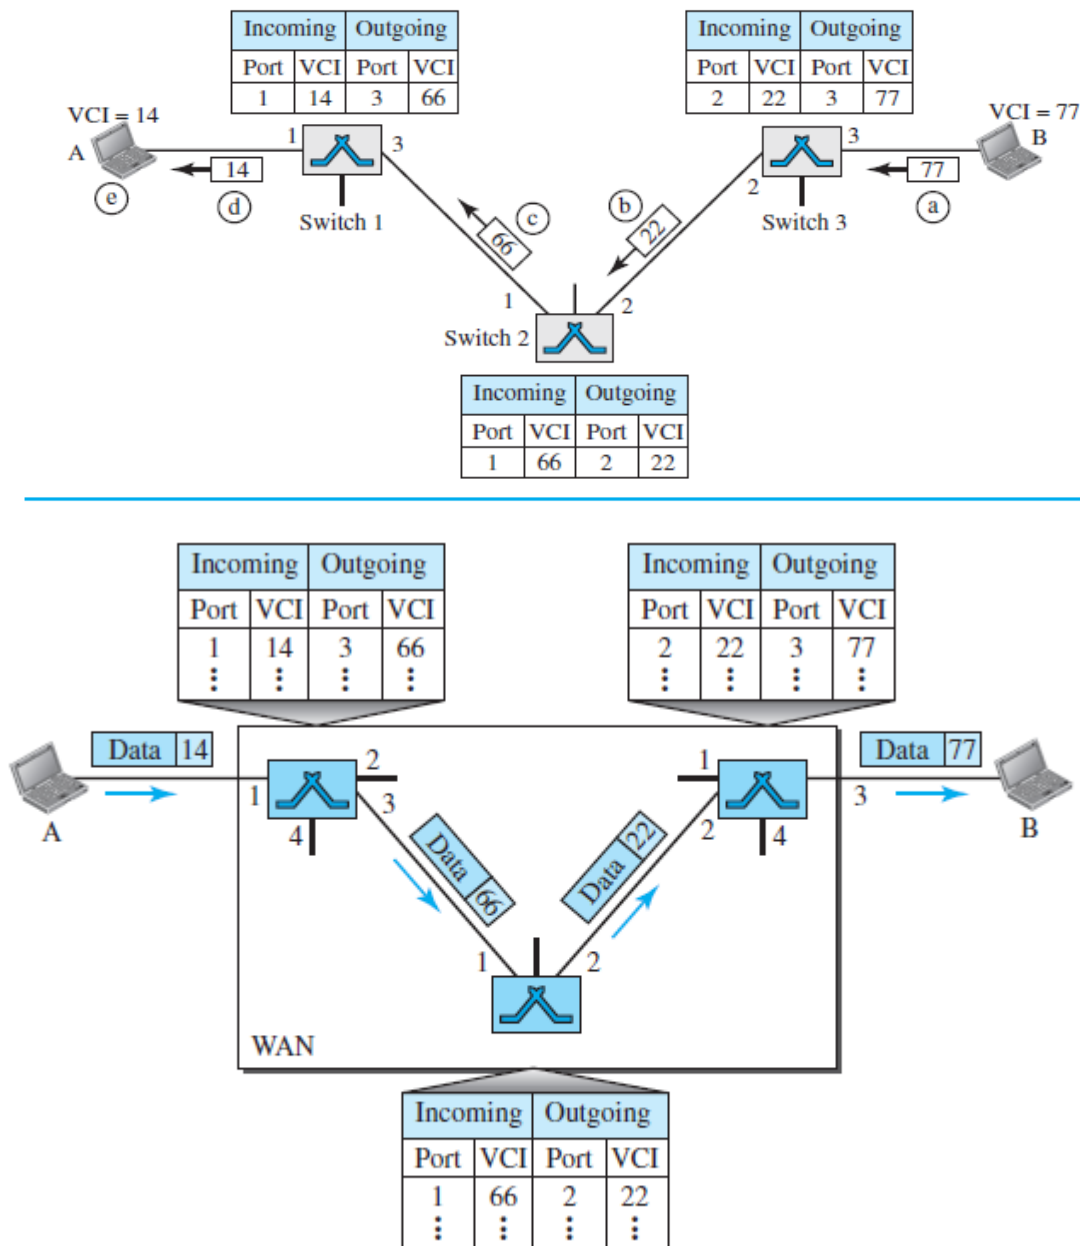 Incoming Outgoing Incoming Outgoing
Port VCI Port VCI Port VCI Port VCI
1 14 3 66 2 22 3 77
VCI = 14 VCI = 77
A 1 3 3 B
14 2 77
e d c b a
Switch 1 66 22 Switch 3
1 2
Switch 2
Incoming Outgoing
Port VCI Port VCI
1 66 2 22
Incoming Outgoing Incoming Outgoing
Port VCI Port VCI Port VCI Port VCI
1 14 3 66 2 22 3 77
Data 14 2 1 Data 77
1 3 3
A 4 2 4 B
Data 66 Data 22
1 2
WAN
Incoming Outgoing
Port VCI Port VCI
1 66 2 22